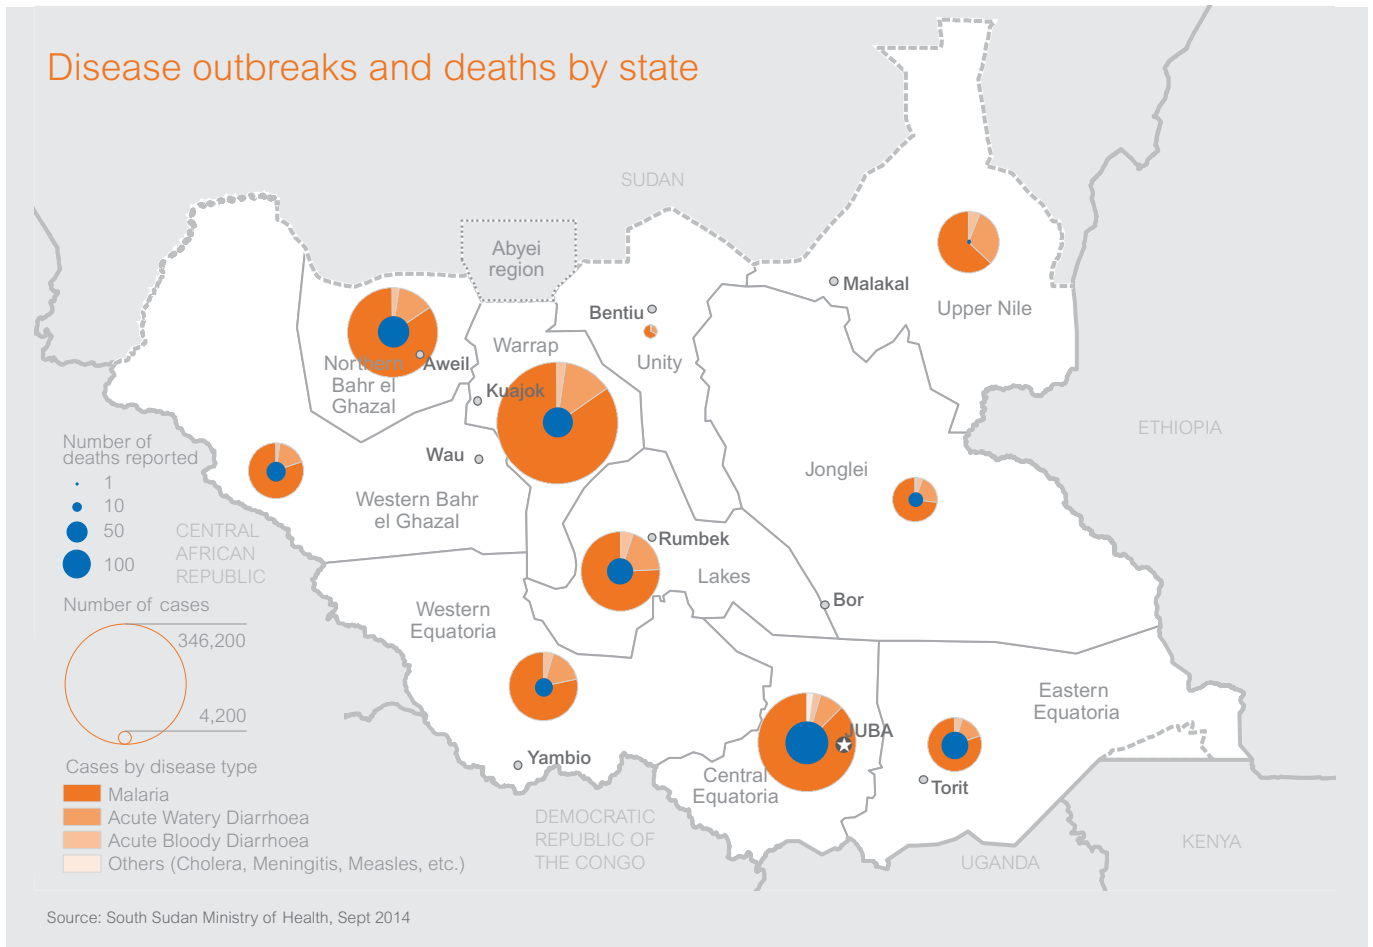 Disease outbreaks and deaths by state
SUDAN
Abyei
region
Malakal
Upper Nile
Bentiu
Unity
Warrap
Northern
Bahr el
Ghazal
Aweil
Kuajok
ETHIOPIA
Number of
deaths reported
1
10
50
100
Wau
Western Bahr
el Ghazal
Jonglei
CENTRAL
AFRICAN
REPUBLIC
Rumbek
Lakes
Bor
Number of cases
346,200
4,200
Western
Equatoria
Eastern
Equatoria
JUBA
Central
Equatoria
Yambio
Torit
Cases by disease type
Malaria
Acute Watery Diarrhoea
Acute Bloody Diarrhoea
Others (Cholera, Meningitis, Measles, etc.)
DEMOCRATIC
REPUBLIC OF
THE CONGO
UGANDA
KENYA
Source: South Sudan Ministry of Health, Sept 2014